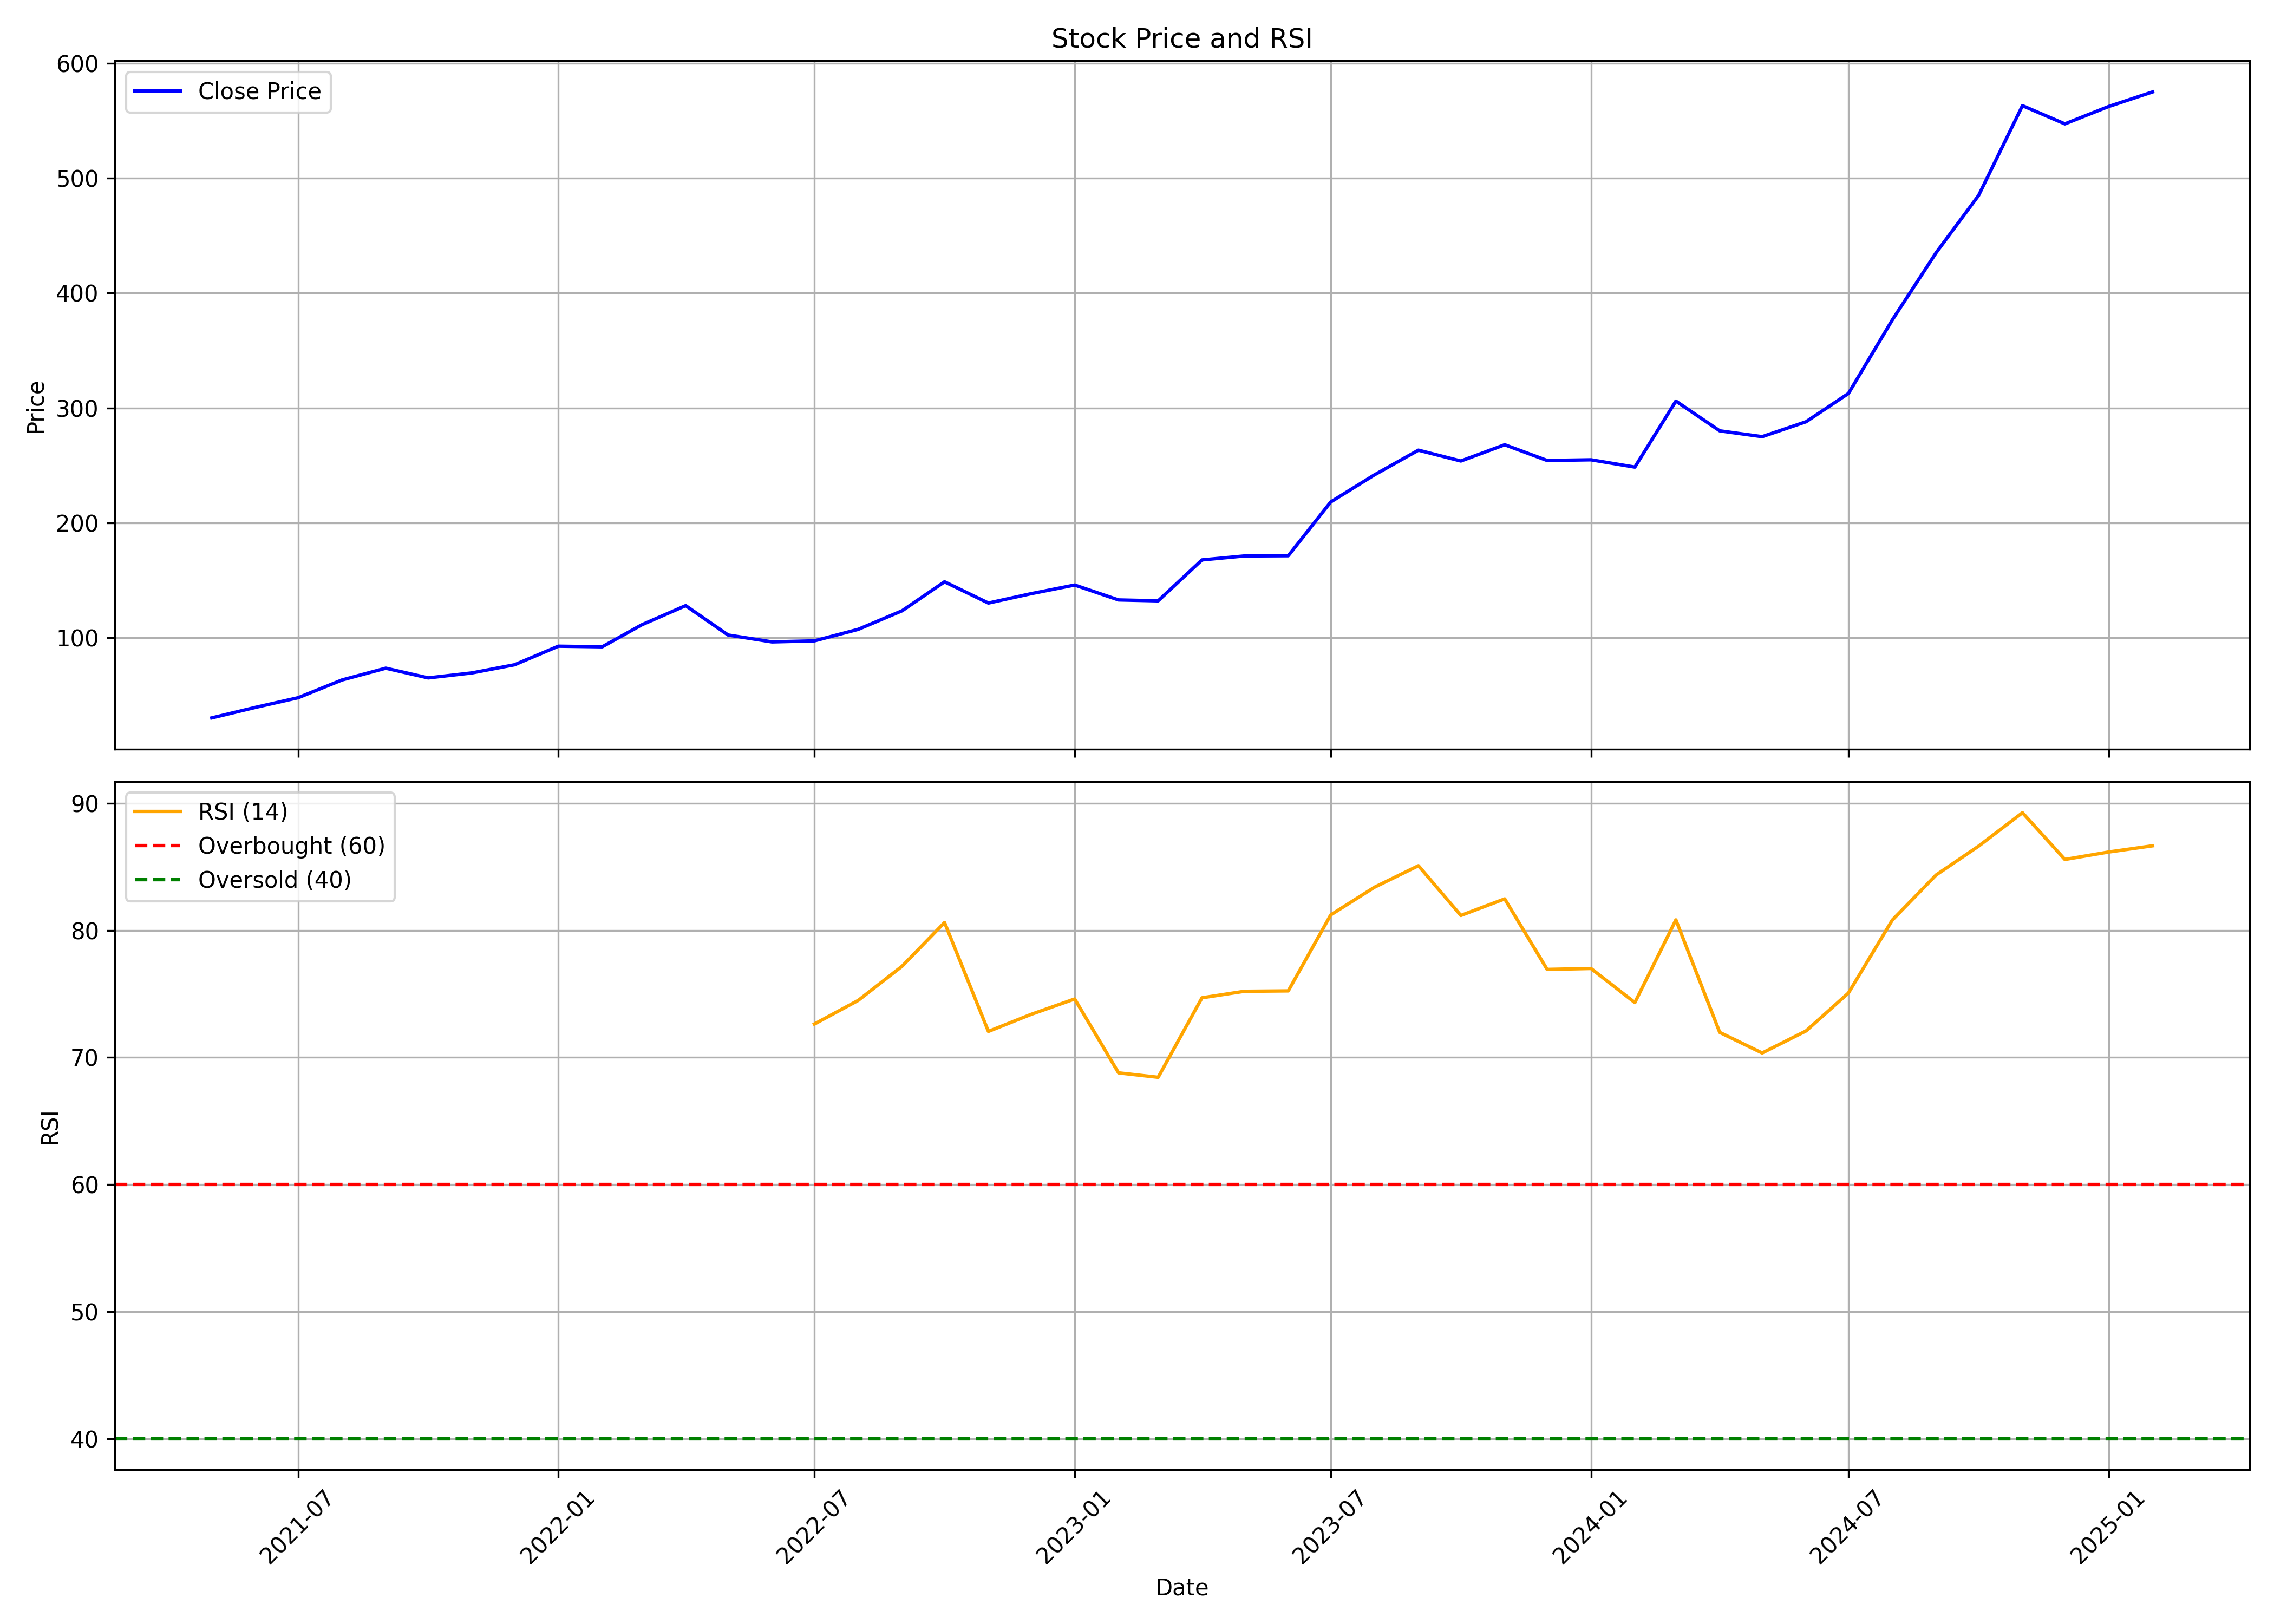 Stock Price and RSI
600
500
400
300
200
100
Price
Close Price
90
80
70
60
50
40
RSI
RSI (14)
Overbought (60)
Oversold (40)
2021-07
2022-01
2022-07
2023-01
2023-07
2024-01
2024-07
2025-01
Date